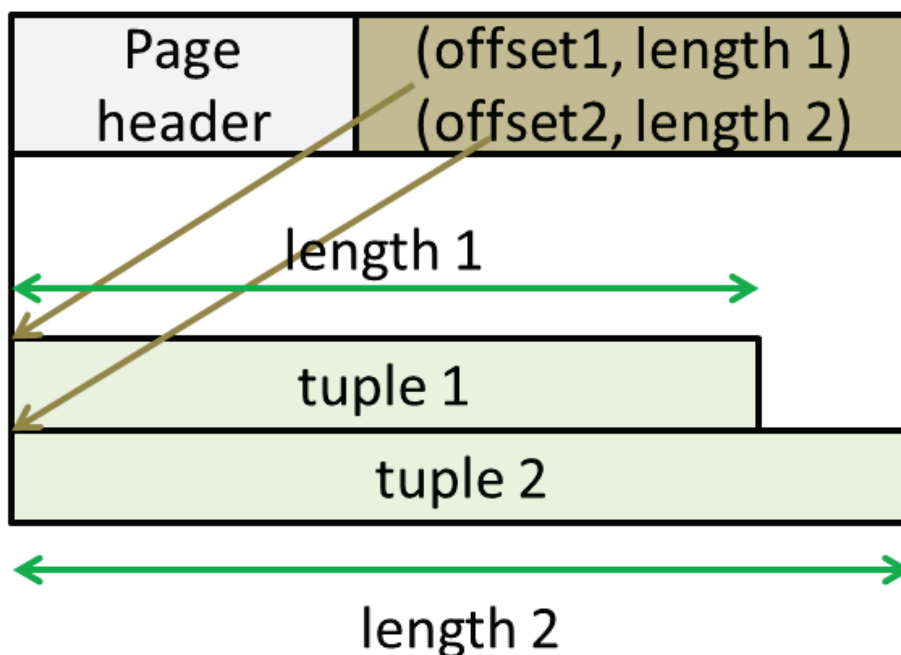 Page
header
(offset1, length 1)
(offset2, length 2)
length 1
tuple 1
tuple 2
length 2